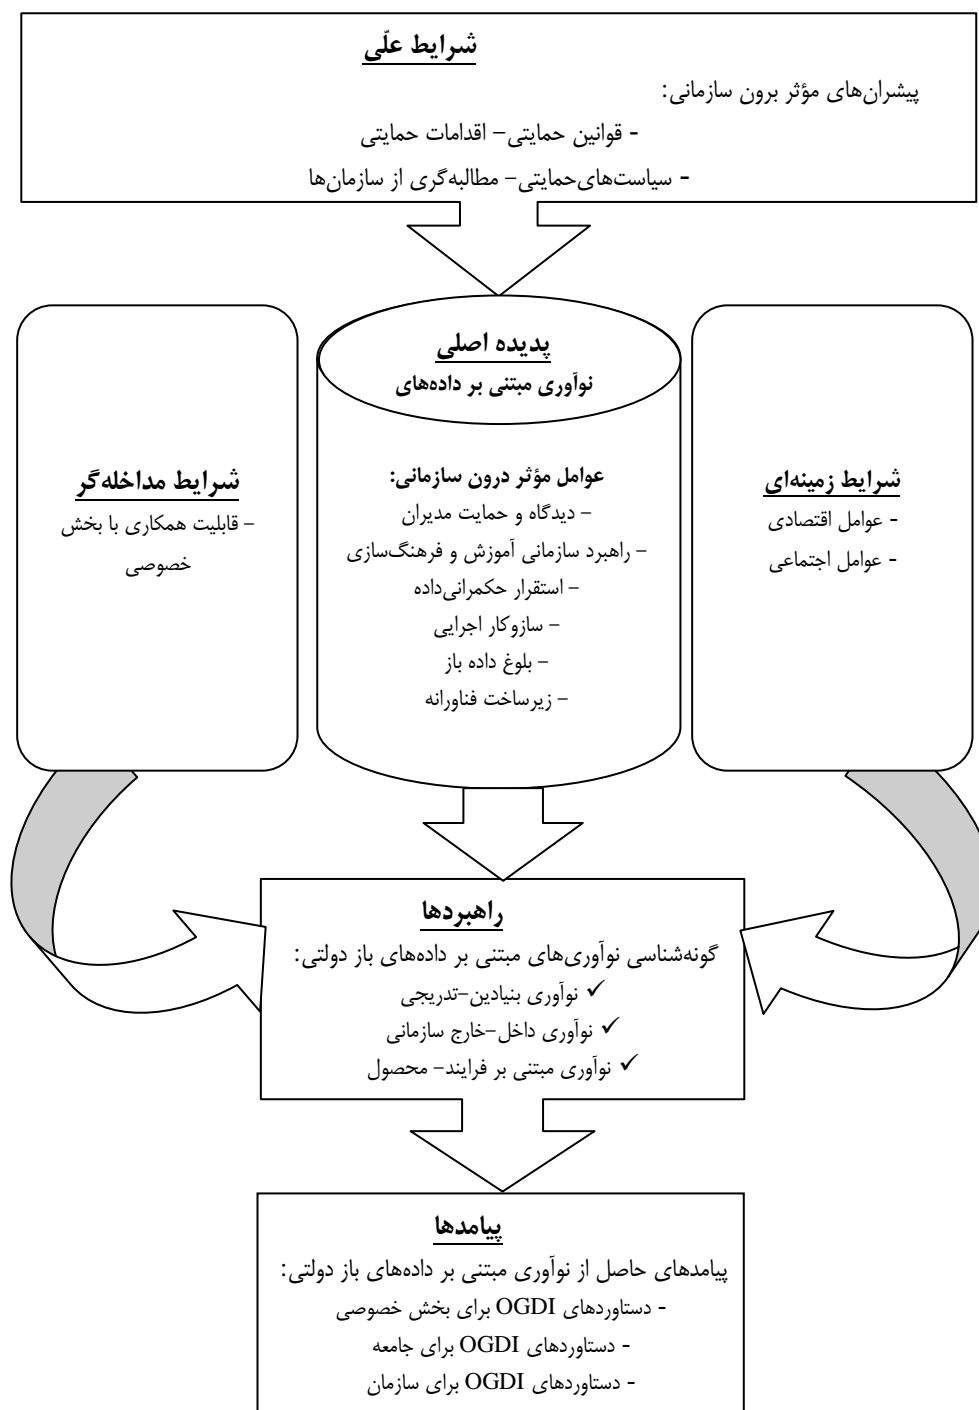 شرایط علّی
پیشران‌های مؤثر برون سازمانی:
- قوانین حمایتی– اقدامات حمایتی
- سیاست‌های‌حمایتی– مطالبه‌گری از سازمان‌ها
پدیده اصلی
نوآوری مبتنی بر داده‌های
عوامل مؤثر درون سازمانی:
– دیدگاه و حمایت مدیران
– راهبرد سازمانی آموزش و فرهنگ‌سازی
– استقرار حکمرانی‌داده
– سازوکار اجرایی
– بلوغ داده باز
– زیرساخت فناورانه
شرایط زمینه‌ای
- عوامل اقتصادی
- عوامل اجتماعی
شرایط مداخله‌گر
– قابلیت همکاری با بخش
خصوصی
راهبردها
گونه‌شناسی نوآوری‌های مبتنی بر داده‌های باز دولتی:
✓ نوآوری بنیادین–تدریجی
✓ نوآوری داخل–خارج سازمانی
✓ نوآوری مبتنی بر فرایند– محصول
پیامدها
پیامدهای حاصل از نوآوری مبتنی بر داده‌های باز دولتی:
- دستاوردهای OGDI برای بخش خصوصی
- دستاوردهای OGDI برای جامعه
- دستاوردهای OGDI برای سازمان